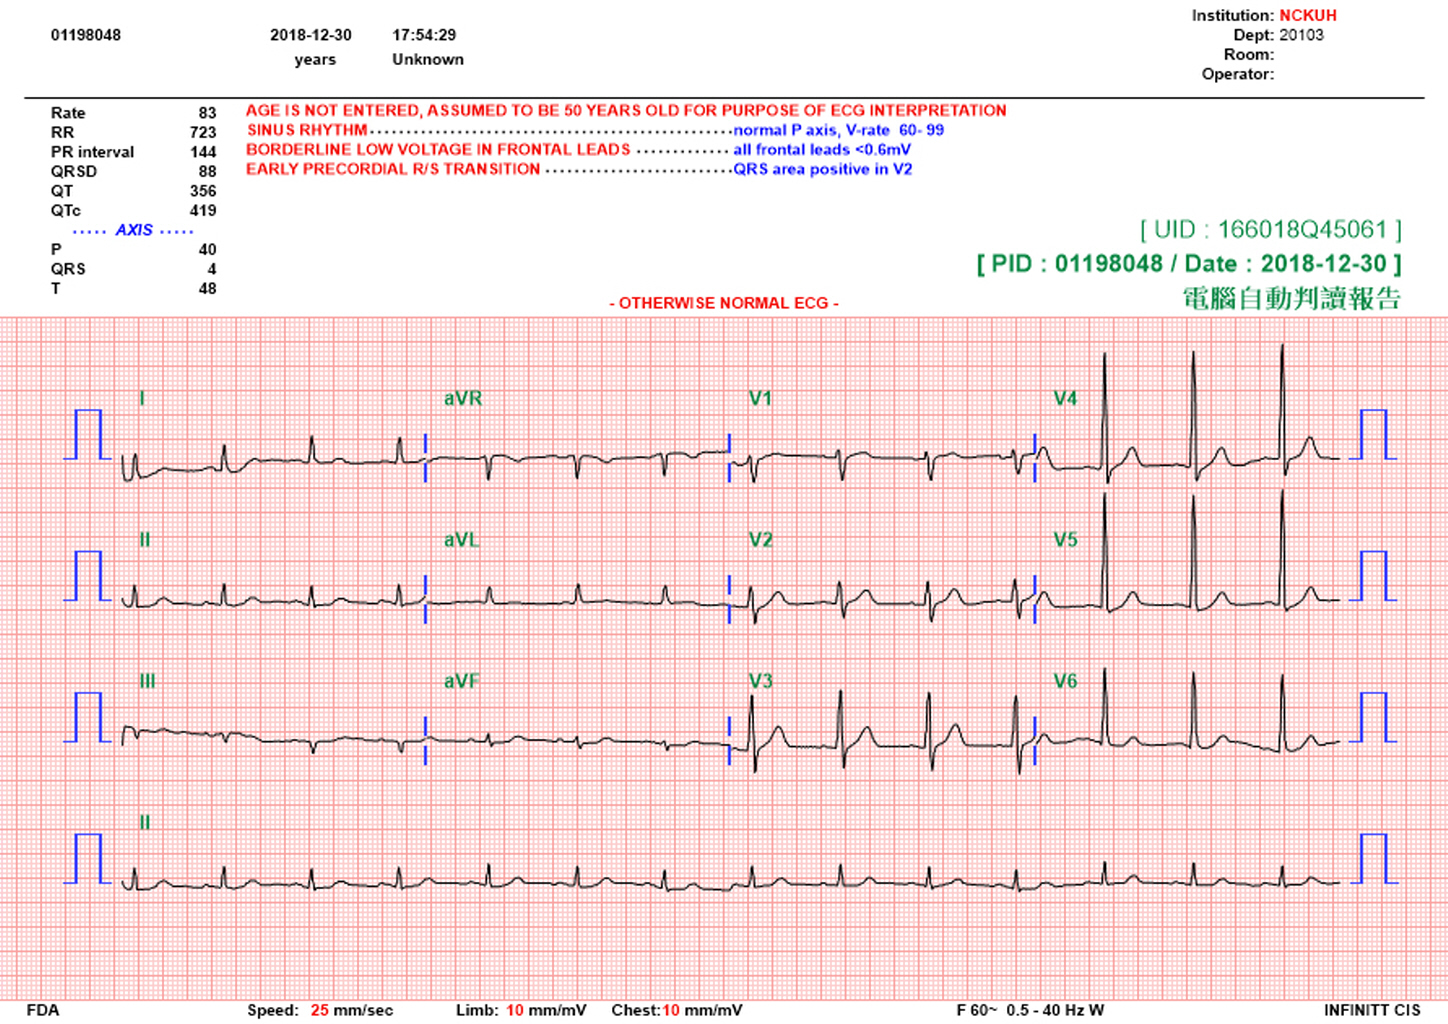 Institution: NCKUH
01198048 2018-12-30 17:54:29 Dept: 20103
years Unknown Room:
Operator:
Rate 83 AGE IS NOT ENTERED, ASSUMED TO BE 50 YEARS OLD FOR PURPOSE OF ECG INTERPRETATION
RR 723 SINUS RHYTHM normal P axis, V-rate 60- 99
PR interval 144 BORDERLINE LOW VOLTAGE IN FRONTAL LEADS all frontal leads <0.6mV
QRSD 88 EARLY PRECORDIAL R/S TRANSITION QRS area positive in V2
QT 356
QTc 419
AXIS
P 40
QRS 4
T 48
[ UID : 166018Q45061 ]
[ PID : 01198048 / Date : 2018-12-30 ]
電腦自動判讀報告
- OTHERWISE NORMAL ECG -
I aVR V1 V4
II aVL V2 V5
III aVF V3 V6
II
FDA Speed: 25 mm/sec Limb: 10 mm/mV Chest:10 mm/mV F 60~ 0.5 - 40 Hz W INFINITT CIS